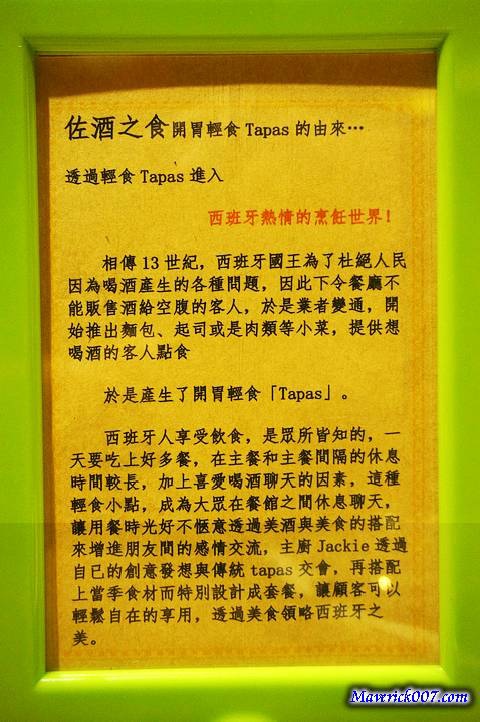 佐酒之食開胃輕食 Tapas 的由來…
透過輕食 Tapas 進入
西班牙熱情的烹飪世界！
相傳 13 世紀，西班牙國王為了杜絕人民
因為喝酒產生的各種問題，因此下令餐廳不
能販售酒給空腹的客人，於是業者變通，開
始推出麵包、起司或是肉類等小菜，提供想
喝酒的客人點食
於是產生了開胃輕食「Tapas」。
西班牙人享受飲食，是眾所皆知的，一
天要吃上好多餐，在主餐和主餐間隔的休息
時間較長，加上喜愛喝酒聊天的因素，這種
輕食小點，成為大眾在餐館之間休息聊天，
讓用餐時光好不愜意透過美酒與美食的搭配
來增進朋友間的感情交流，主廚 Jackie 透過
自己的創意發想與傳統 tapas 交會，再搭配
上當季食材而特別設計成套餐，讓顧客可以
輕鬆自在的享用，透過美食領略西班牙之
美。
Maverick007.com